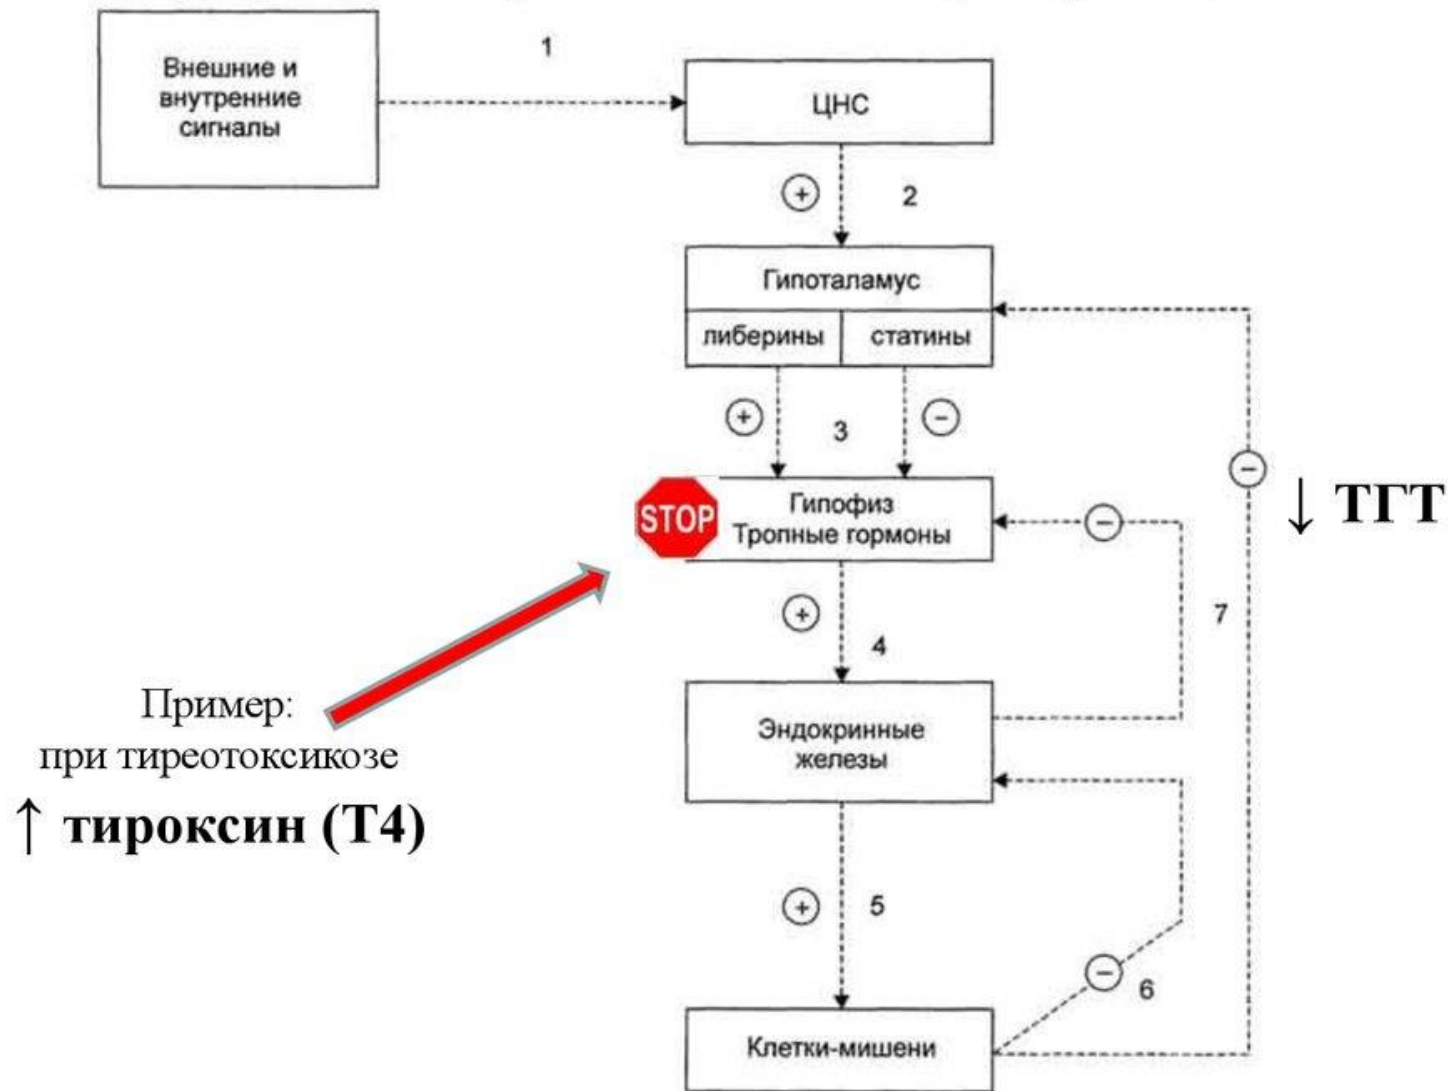 Внешние и
внутренние
сигналы
1
ЦНС
+
2
Гипоталамус
либерины
статины
+
3
−
−
↓ ТГТ
STOP
Гипофиз
Тропные гормоны
−
+
4
7
Пример:
при тиреотоксикозе
↑ тироксин (Т4)
Эндокринные
железы
+
5
−
6
Клетки-мишени